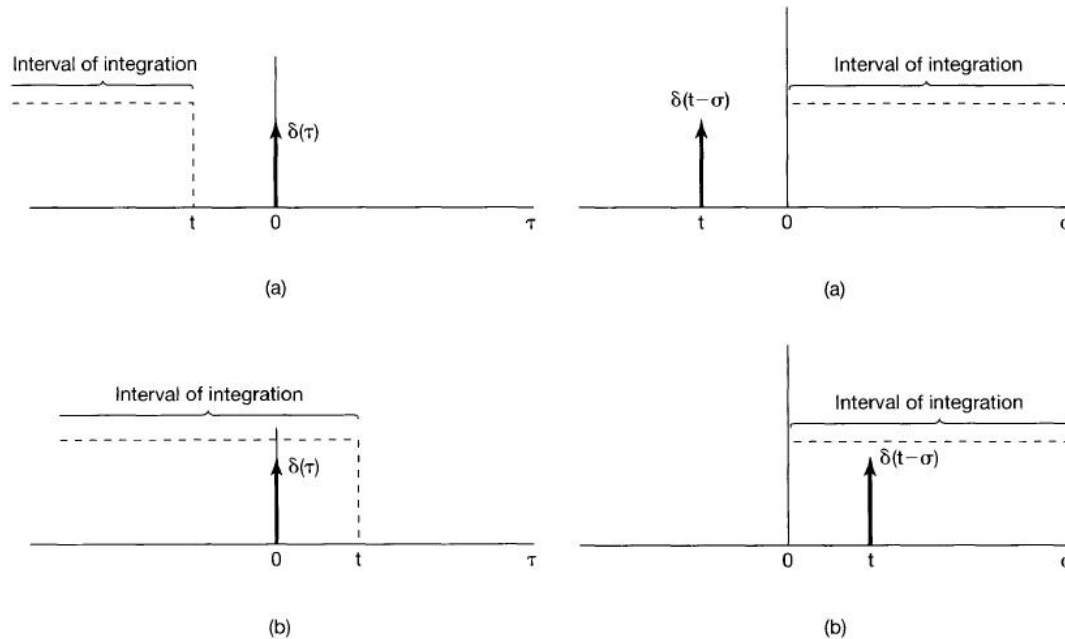 Interval of integration
δ(τ)
t 0 τ
(a)
Interval of integration
δ(t−σ)
t 0 σ
(a)
Interval of integration
δ(τ)
0 t τ
(b)
Interval of integration
δ(t−σ)
0 t σ
(b)